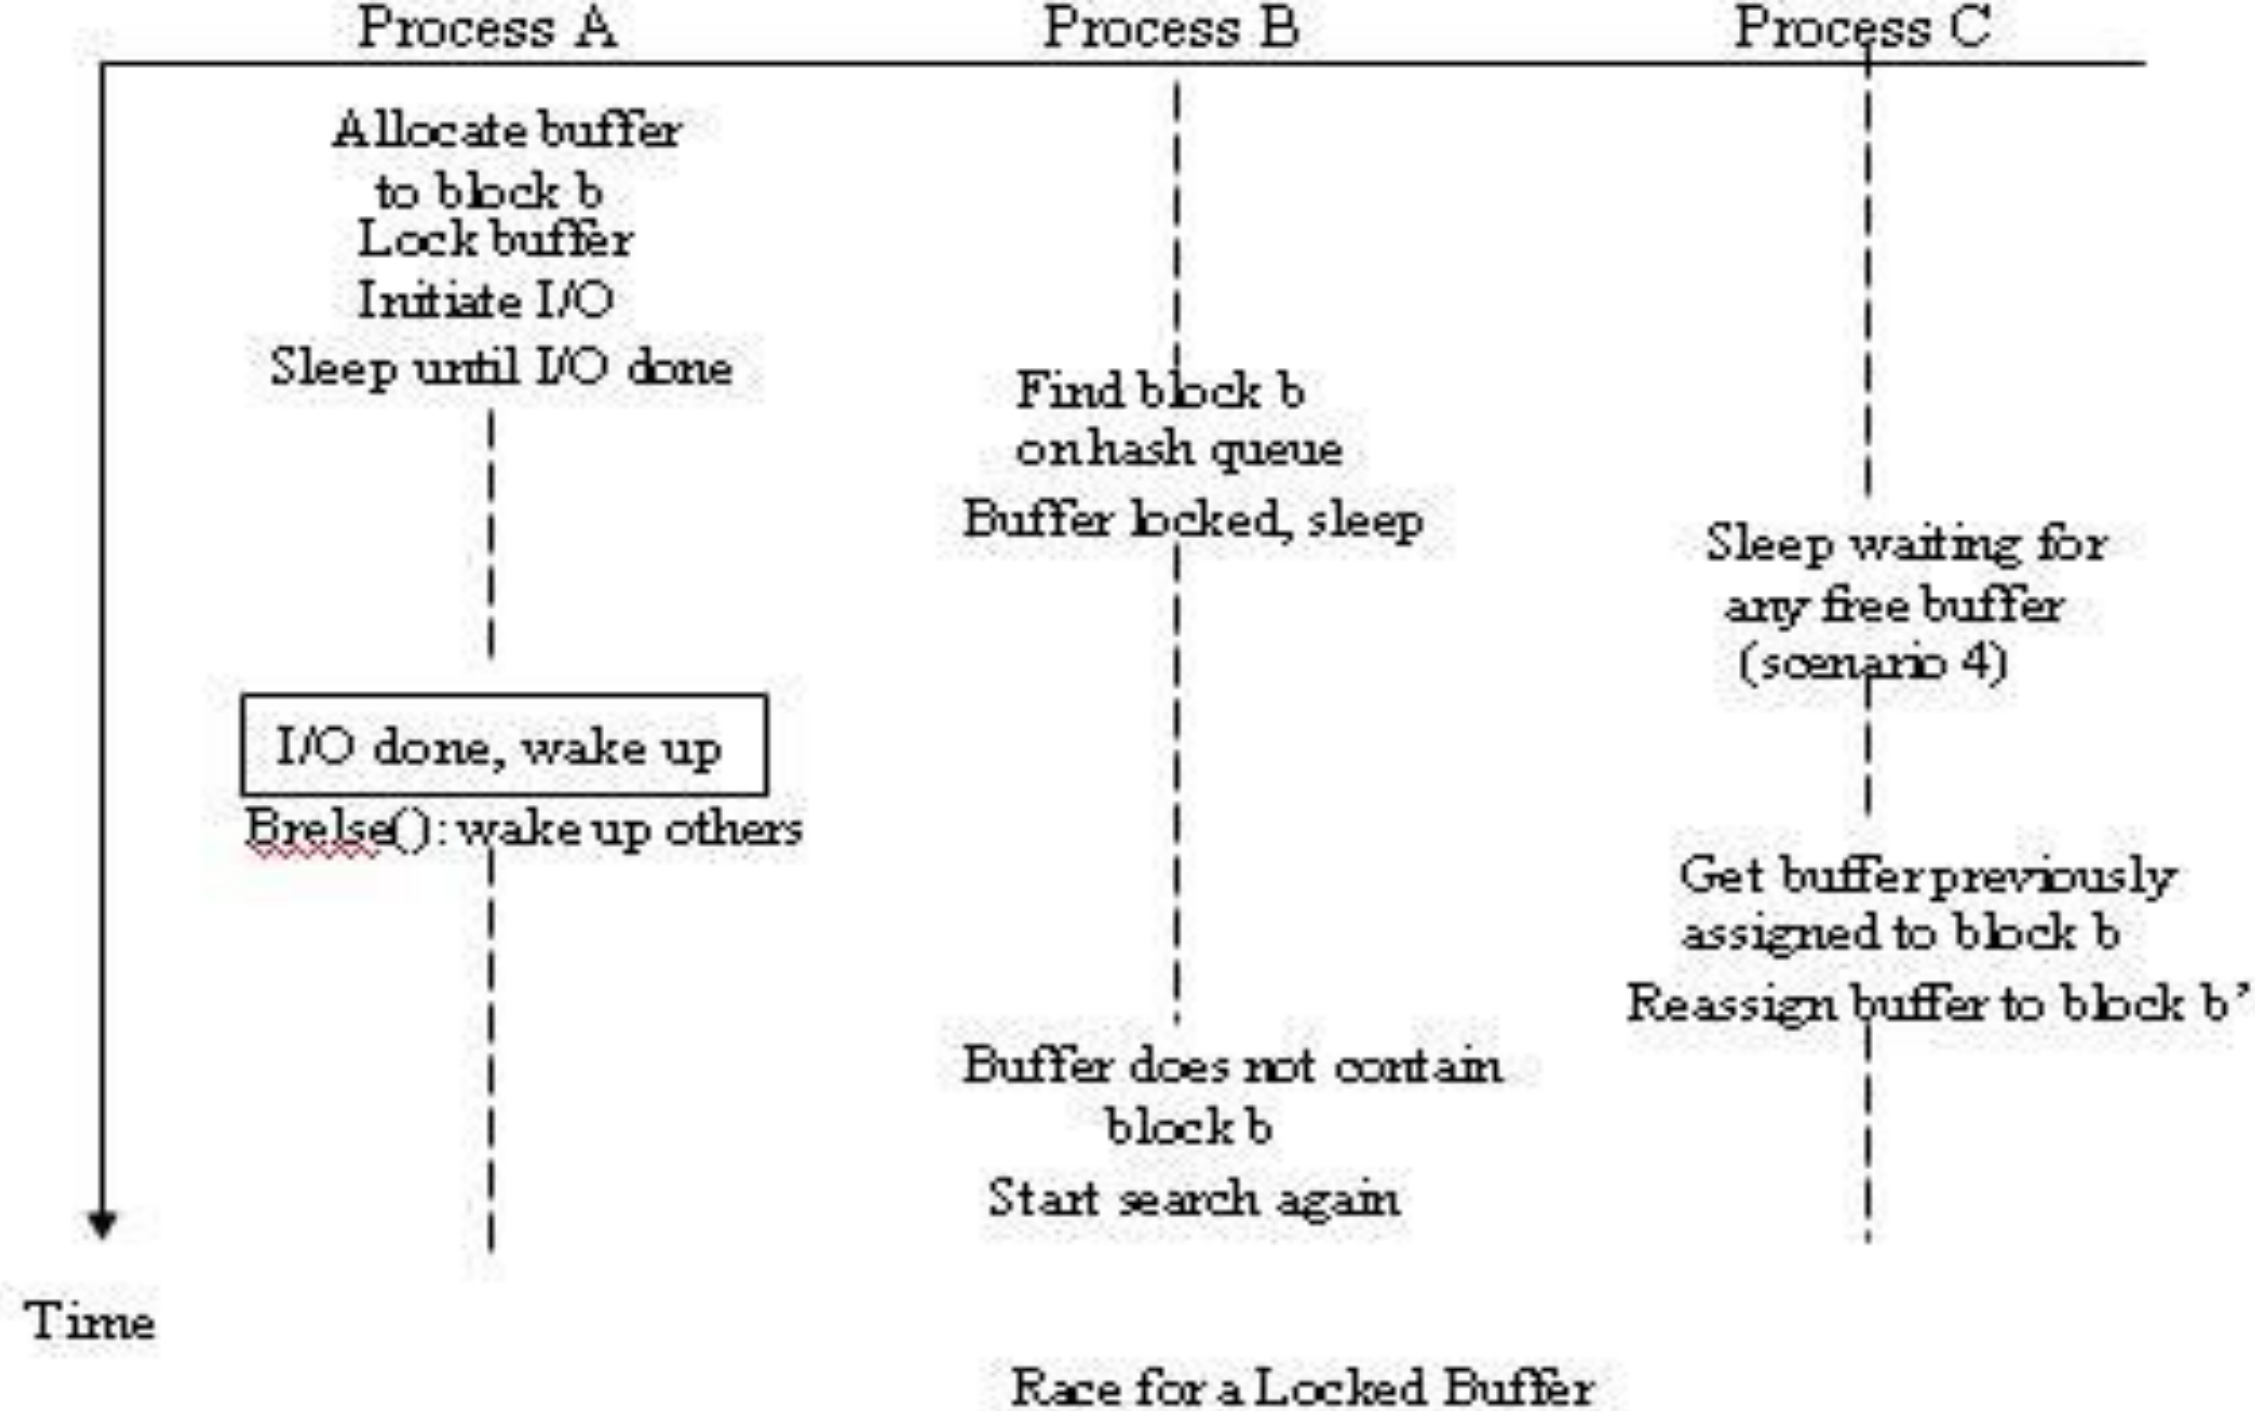 Process A
Process B
Process C
Allocate buffer
to block b
Lock buffer
Initiate I/O
Sleep until I/O done
Find block b
on hash queue
Buffer locked, sleep
Sleep waiting for
any free buffer
(scenario 4)
I/O done, wake up
Brelse(): wake up others
Get buffer previously
assigned to block b
Reassign buffer to block b’
Buffer does not contain
block b
Start search again
Time
Race for a Locked Buffer